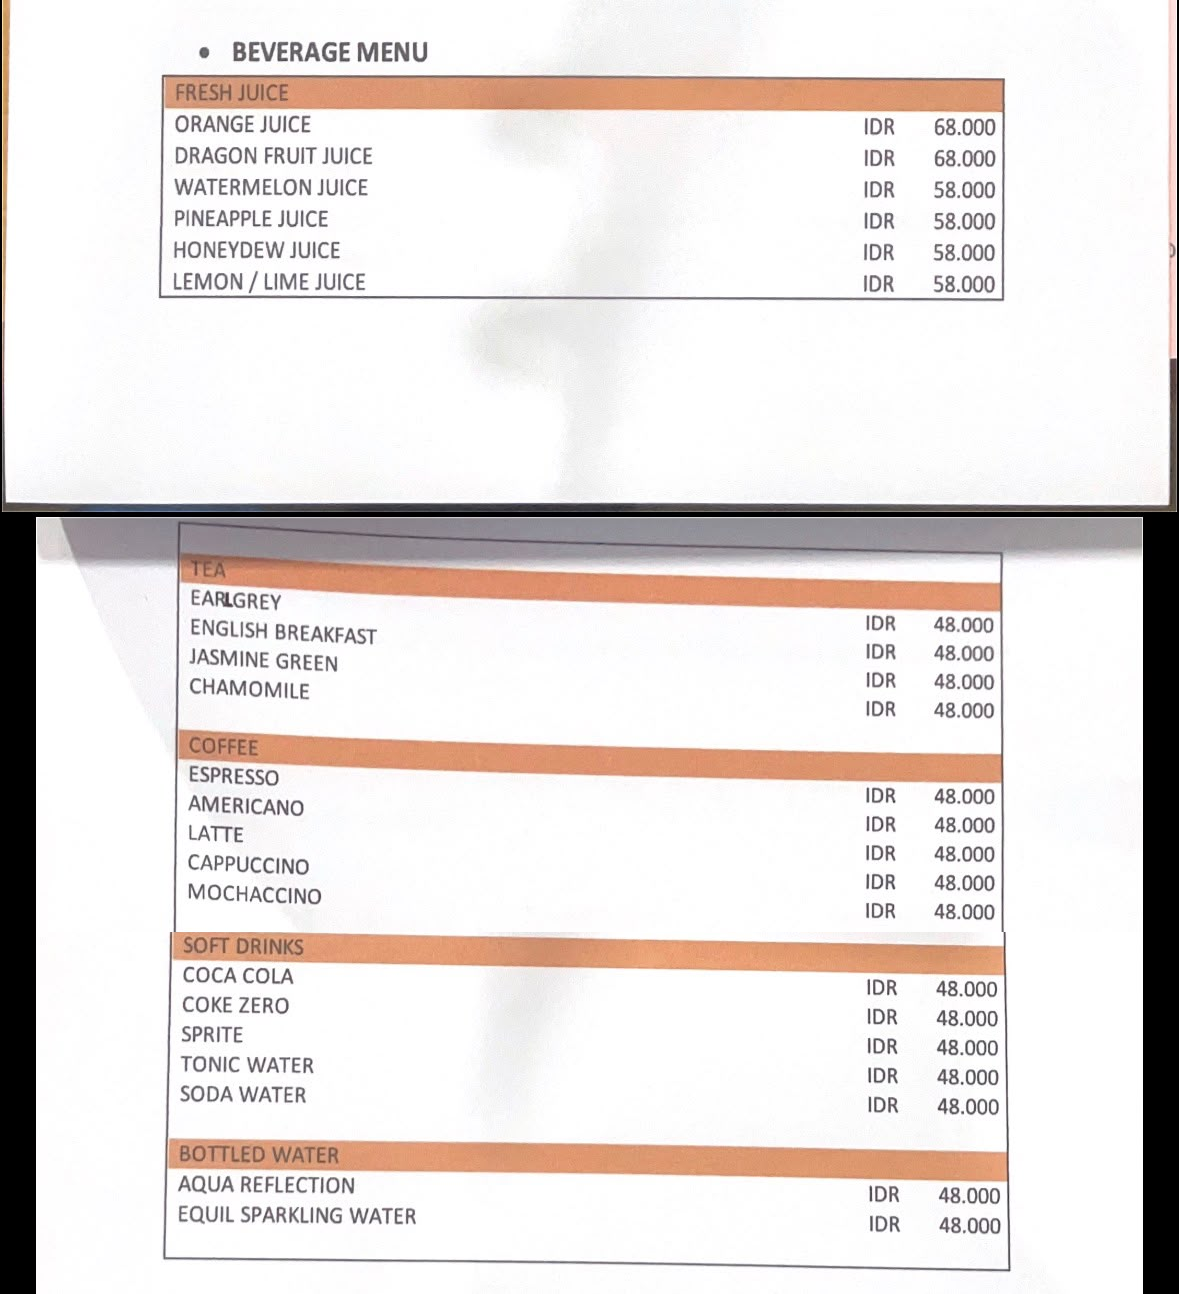 • BEVERAGE MENU
FRESH JUICE
ORANGE JUICE IDR 68.000
DRAGON FRUIT JUICE IDR 68.000
WATERMELON JUICE IDR 58.000
PINEAPPLE JUICE IDR 58.000
HONEYDEW JUICE IDR 58.000
LEMON / LIME JUICE IDR 58.000
TEA
EARLGREY IDR 48.000
ENGLISH BREAKFAST IDR 48.000
JASMINE GREEN IDR 48.000
CHAMOMILE IDR 48.000
COFFEE
ESPRESSO IDR 48.000
AMERICANO IDR 48.000
LATTE IDR 48.000
CAPPUCCINO IDR 48.000
MOCHACCINO IDR 48.000
SOFT DRINKS
COCA COLA IDR 48.000
COKE ZERO IDR 48.000
SPRITE IDR 48.000
TONIC WATER IDR 48.000
SODA WATER IDR 48.000
BOTTLED WATER
AQUA REFLECTION IDR 48.000
EQUIL SPARKLING WATER IDR 48.000